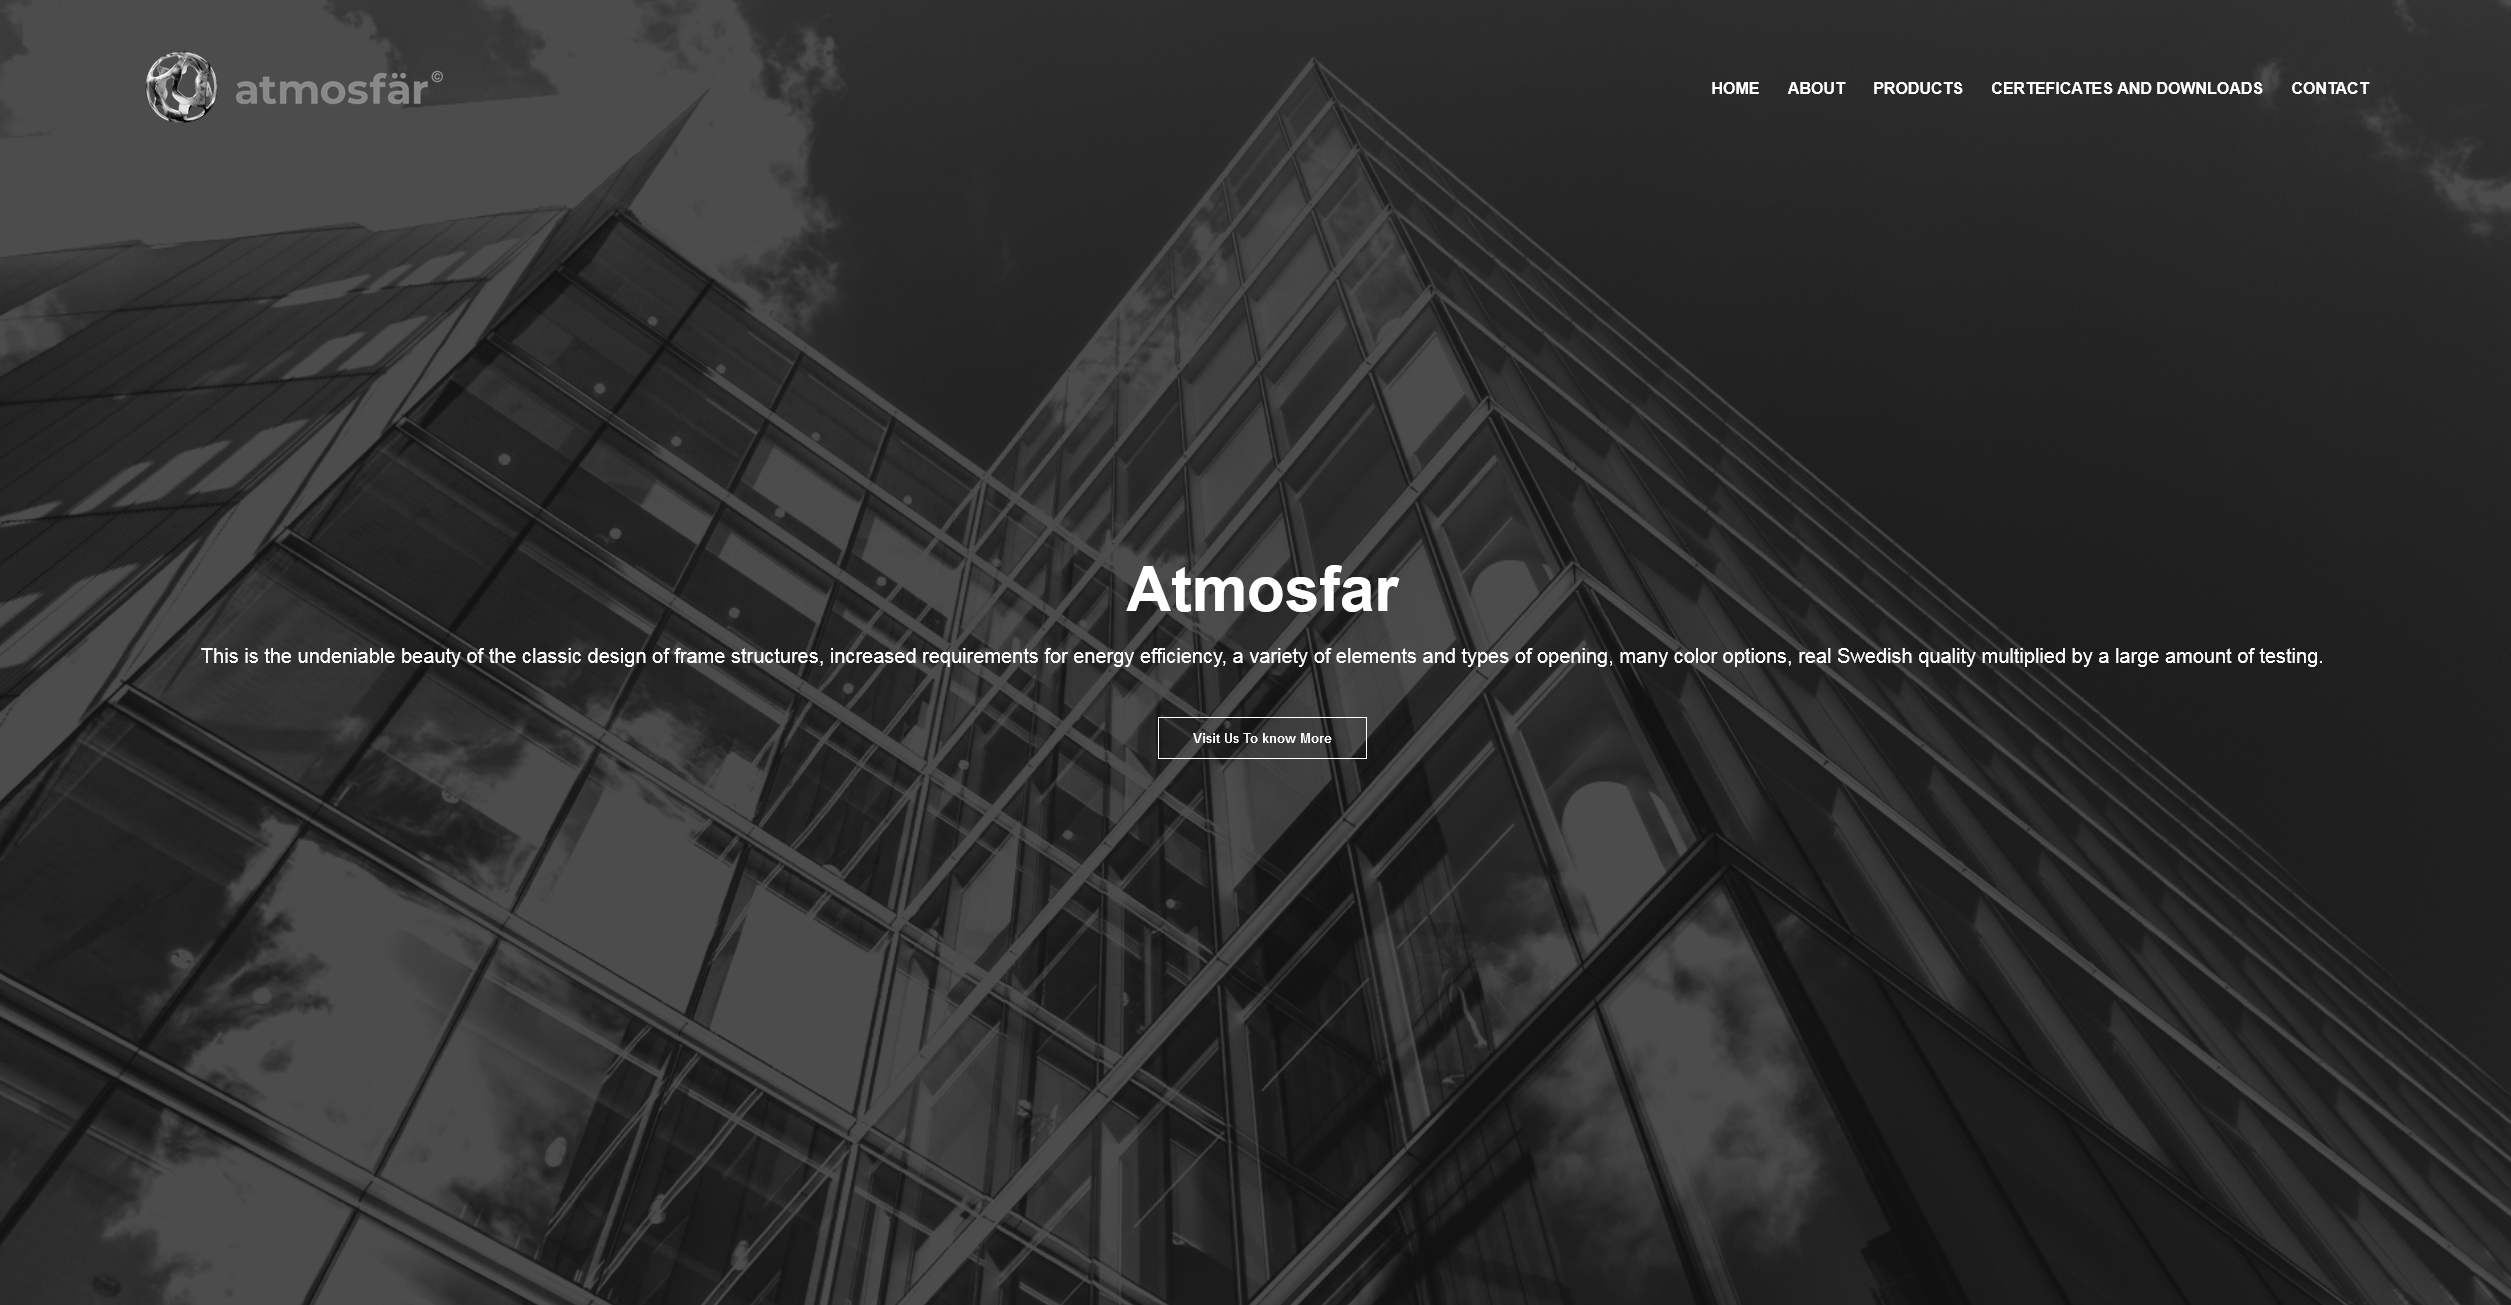 atmosfär©
HOME ABOUT PRODUCTS CERTEFICATES AND DOWNLOADS CONTACT
Atmosfar
This is the undeniable beauty of the classic design of frame structures, increased requirements for energy efficiency, a variety of elements and types of opening, many color options, real Swedish quality multiplied by a large amount of testing.
Visit Us To know More